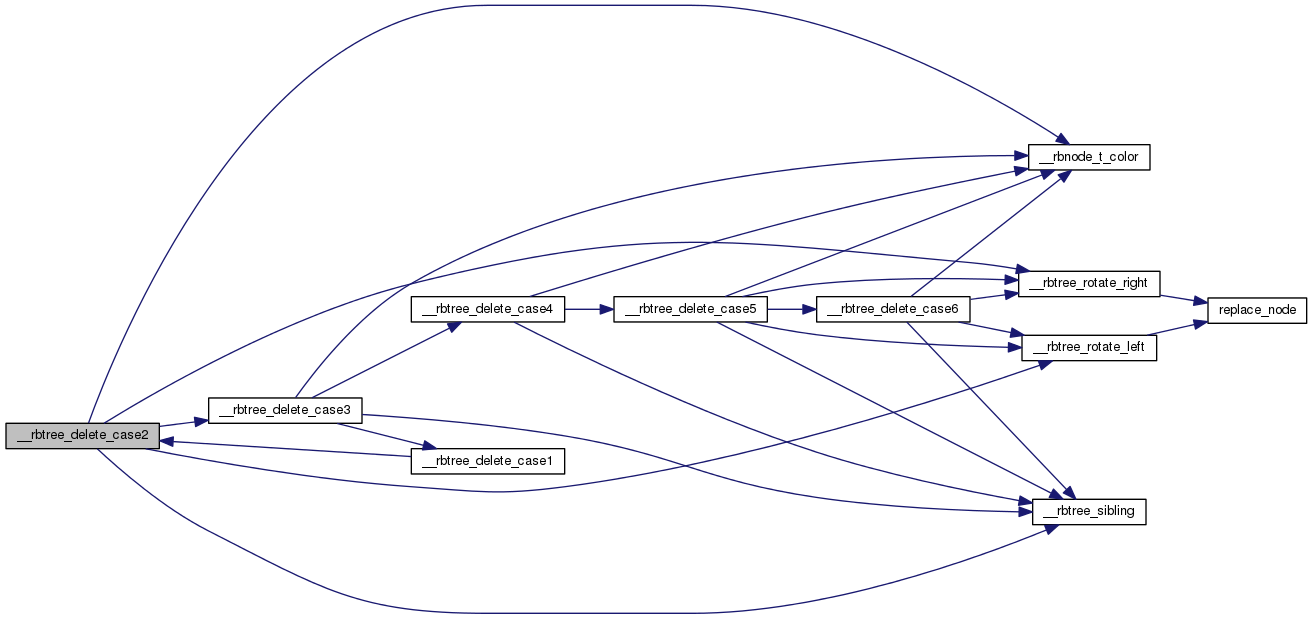 __rbnode_t_color
__rbtree_rotate_right
__rbtree_delete_case4
__rbtree_delete_case5
__rbtree_delete_case6
replace_node
__rbtree_rotate_left
__rbtree_delete_case3
__rbtree_delete_case2
__rbtree_delete_case1
__rbtree_sibling